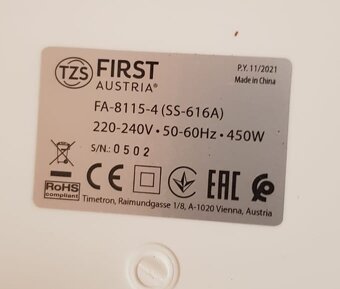 TZS FIRST
AUSTRIA®
P.Y. 11/2021
Made in China
FA-8115-4 (SS-616A)
220-240V • 50-60Hz • 450W
S/N.: 0502
RoHS
compliant
CE
EAC
Timetron, Raimundgasse 1/8, A-1020 Vienna, Austria